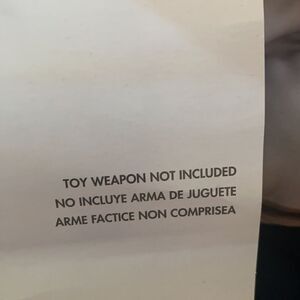 TOY WEAPON NOT INCLUDED
NO INCLUYE ARMA DE JUGUETE
ARME FACTICE NON COMPRISEA